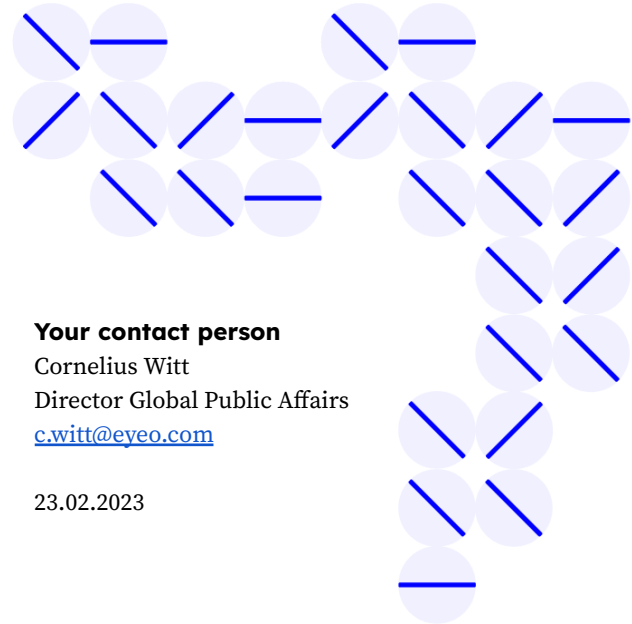 Your contact person
Cornelius Witt
Director Global Public Affairs
c.witt@eyeo.com
23.02.2023